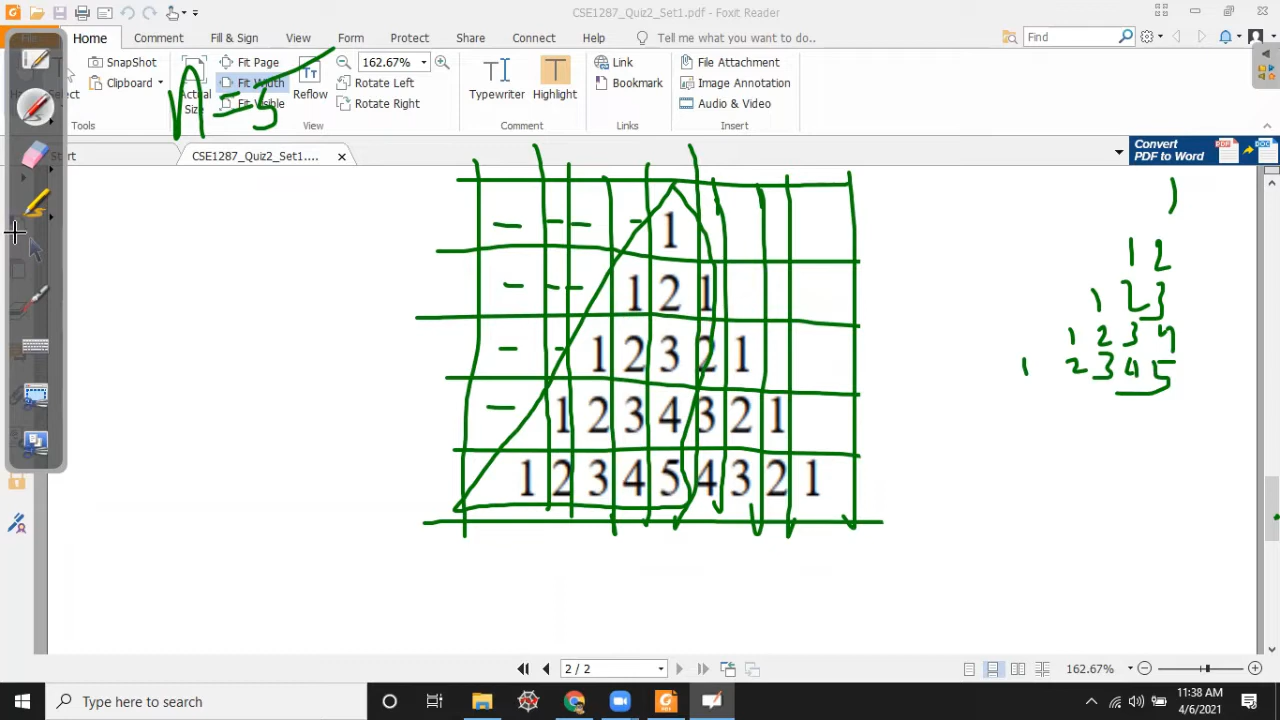 CSE1287_Quiz2_Set1.pdf - Foxit Reader
File Home Comment Fill & Sign View Form Protect Share Connect Help Tell me what you want to do.. Find
SnapShot
Clipboard
Select
Actual
Size
Fit Page
Fit Width
Fit Visible
Reflow
162.67%
Rotate Left
Rotate Right
Typewriter
Highlight
Link
Bookmark
File Attachment
Image Annotation
Audio & Video
Tools View Comment Links Insert
n = 5
Start CSE1287_Quiz2_Set1....
Convert
PDF to Word
1
1 2 1
1 2 3 2 1
1 2 3 4 3 2 1
1 2 3 4 5 4 3 2 1
1
1 2
1 2 3
1 2 3 4
1 2 3 4 5
2 / 2 162.67%
Type here to search
11:38 AM
4/6/2021